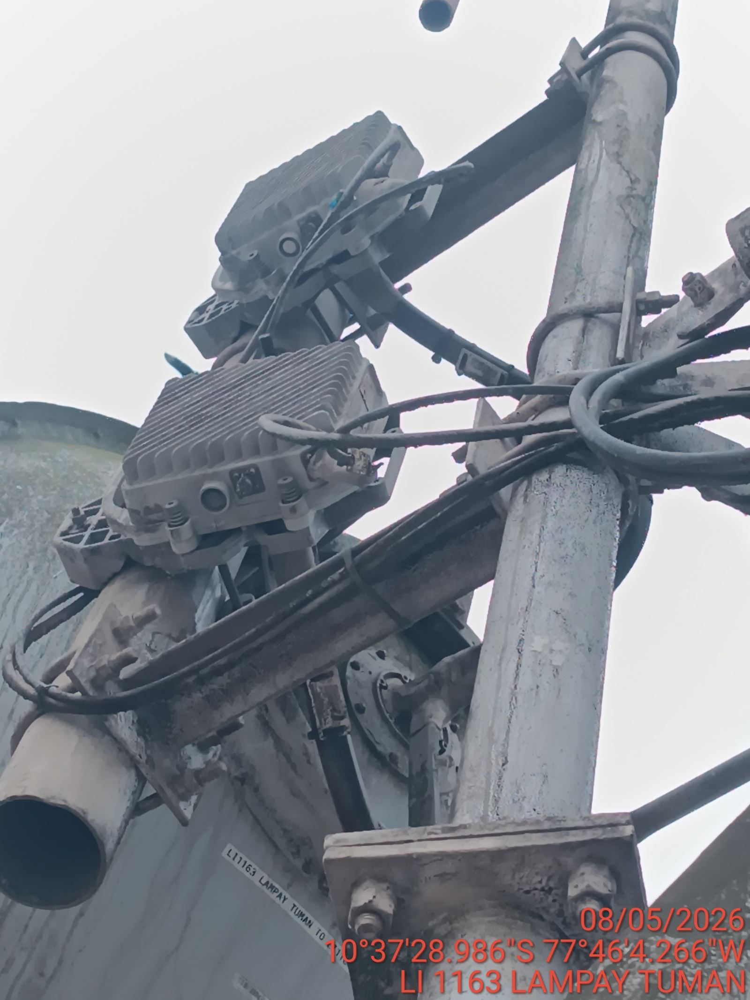 LI1163 LAMPAY TUMAN TO
08/05/2026
10°37'28.986"S 77°46'4.266"W
LI 1163 LAMPAY TUMAN